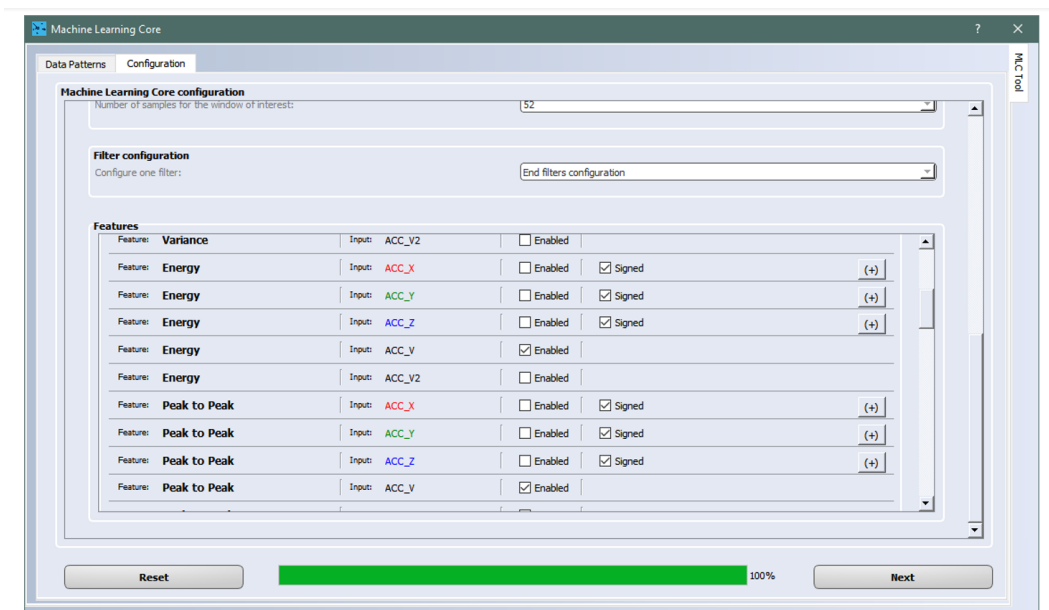 Machine Learning Core ? ×
Data Patterns Configuration
MLC Tool
Machine Learning Core configuration
Number of samples for the window of interest: 52
Filter configuration
Configure one filter: End filters configuration
Features
Feature: Variance Input: ACC_V2 Enabled
Feature: Energy Input: ACC_X Enabled Signed (+)
Feature: Energy Input: ACC_Y Enabled Signed (+)
Feature: Energy Input: ACC_Z Enabled Signed (+)
Feature: Energy Input: ACC_V Enabled
Feature: Energy Input: ACC_V2 Enabled
Feature: Peak to Peak Input: ACC_X Enabled Signed (+)
Feature: Peak to Peak Input: ACC_Y Enabled Signed (+)
Feature: Peak to Peak Input: ACC_Z Enabled Signed (+)
Feature: Peak to Peak Input: ACC_V Enabled
Reset 100% Next